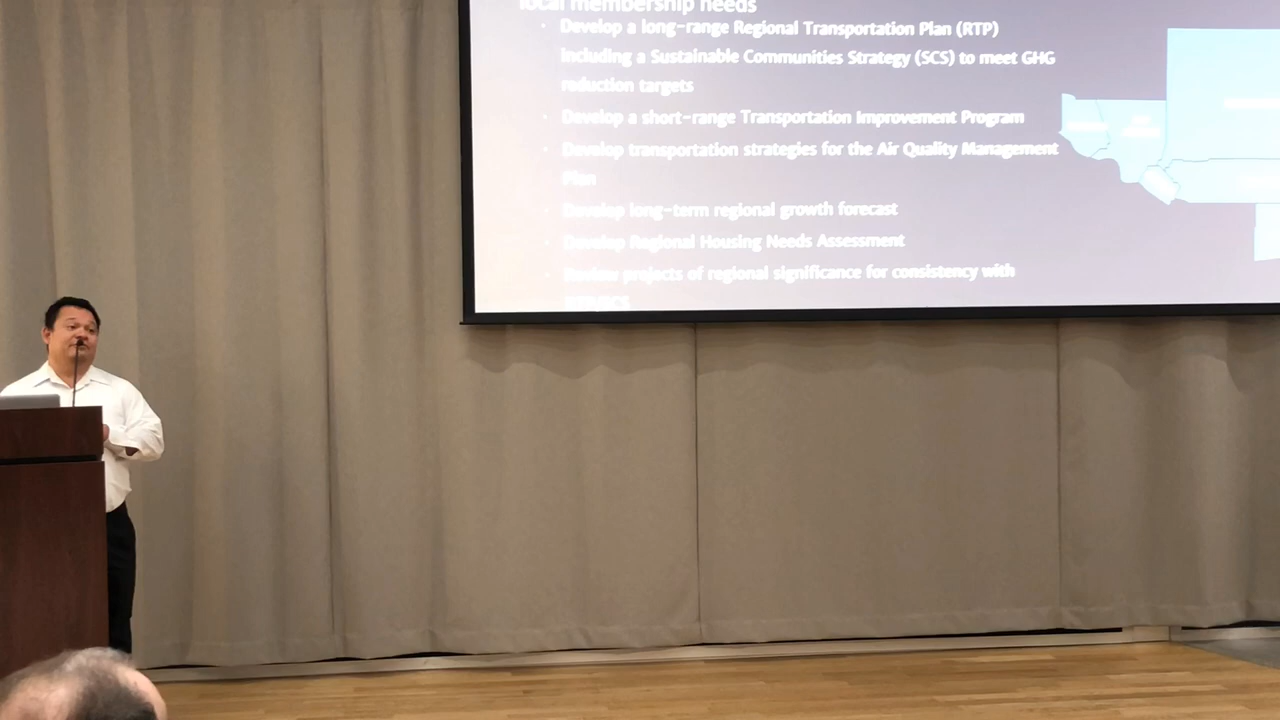 local membership needs
• Develop a long-range Regional Transportation Plan (RTP)
including a Sustainable Communities Strategy (SCS) to meet GHG
reduction targets
• Develop a short-range Transportation Improvement Program
• Develop transportation strategies for the Air Quality Management
Plan
• Develop long-term regional growth forecast
• Develop Regional Housing Needs Assessment
• Review projects of regional significance for consistency with